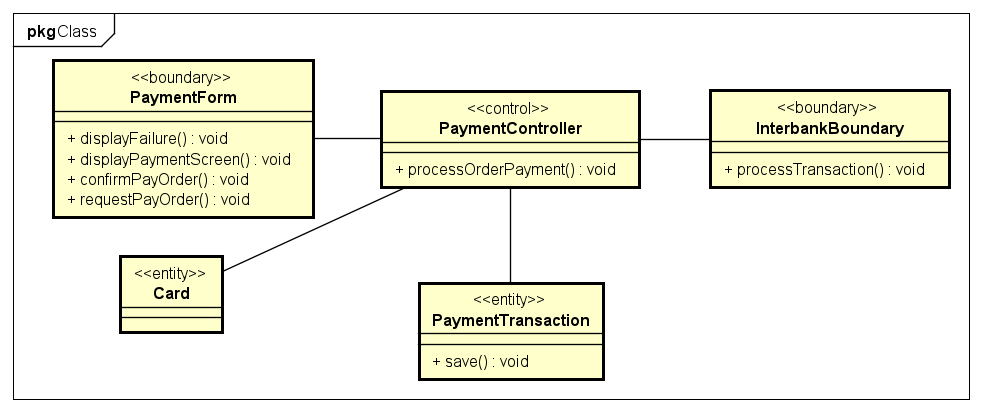 pkgClass
<<boundary>>
PaymentForm
+ displayFailure() : void
+ displayPaymentScreen() : void
+ confirmPayOrder() : void
+ requestPayOrder() : void
<<control>>
PaymentController
+ processOrderPayment() : void
<<boundary>>
InterbankBoundary
+ processTransaction() : void
<<entity>>
Card
<<entity>>
PaymentTransaction
+ save() : void